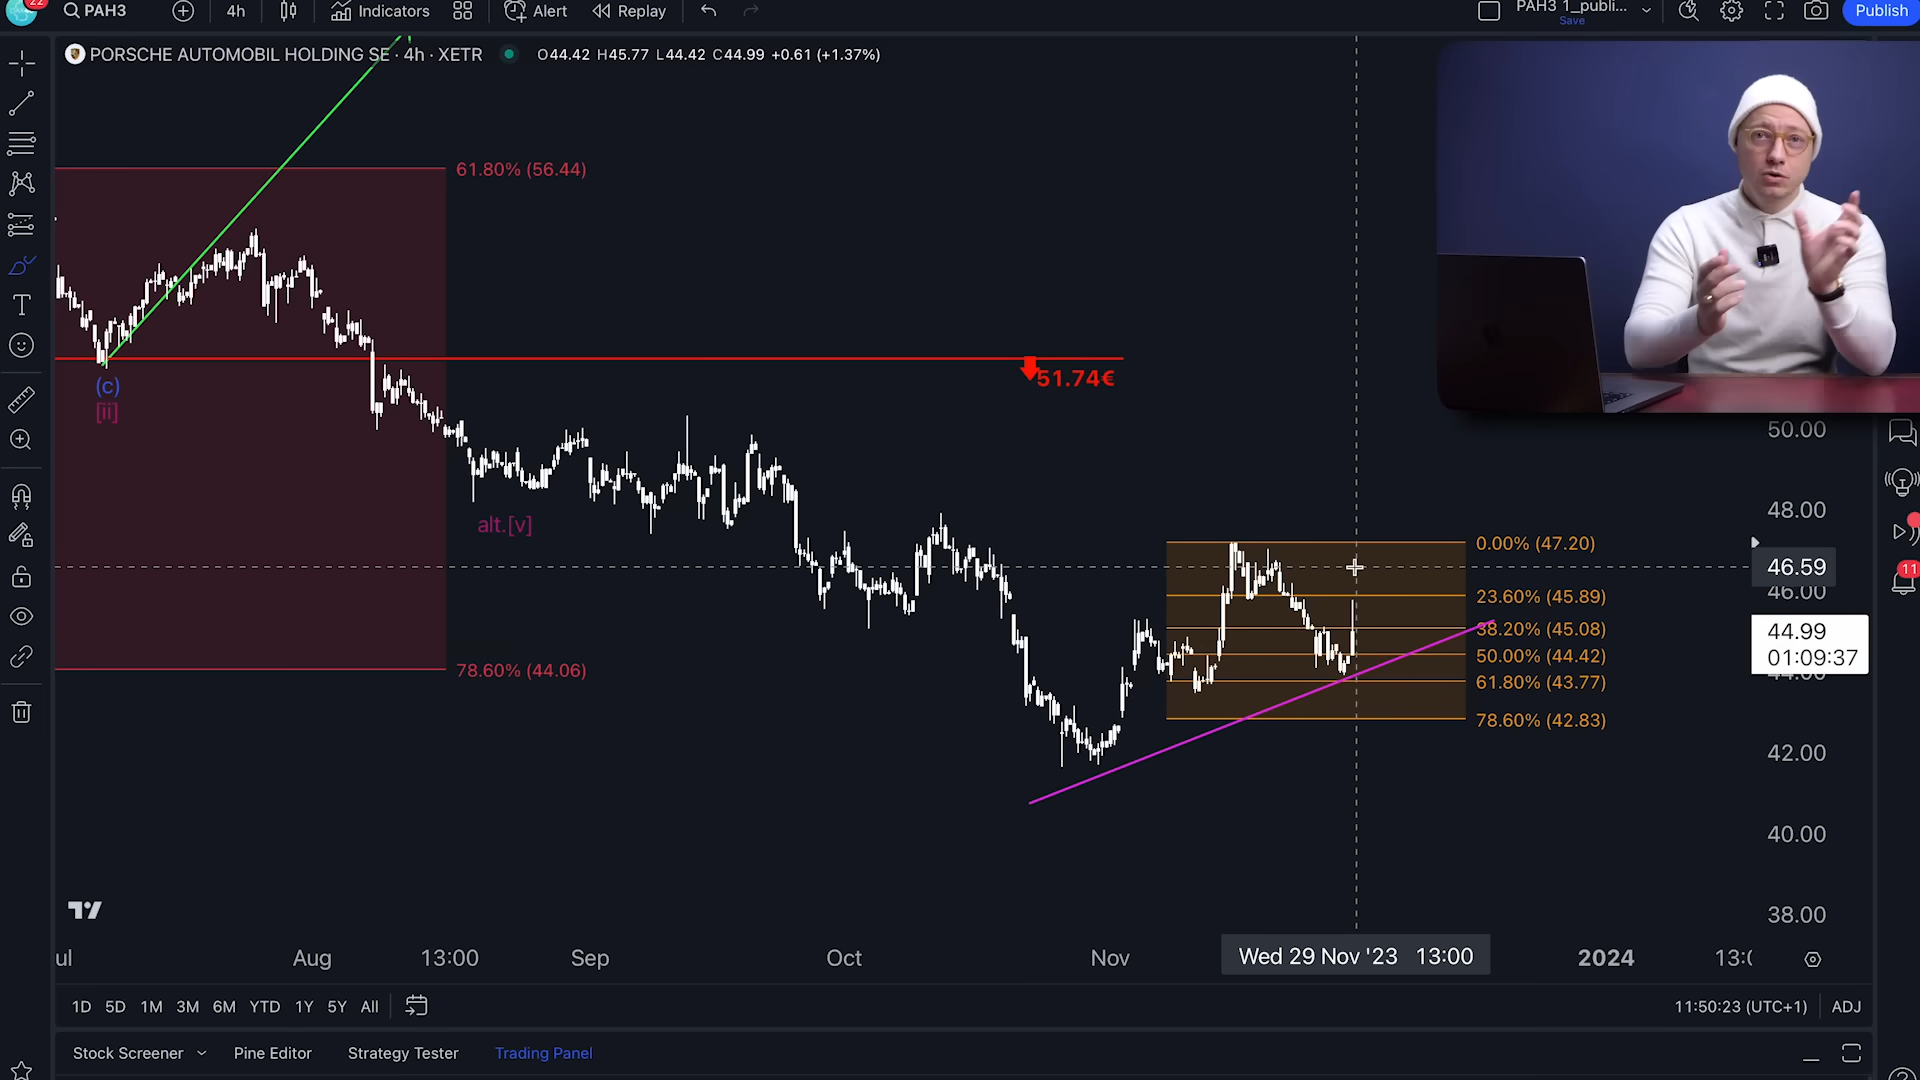 22
PAH3
4h
Indicators
Alert
Replay
PAH3 1_publi...
Save
Publish
PORSCHE AUTOMOBIL HOLDING SE · 4h · XETR
O44.42 H45.77 L44.42 C44.99 +0.61 (+1.37%)
61.80% (56.44)
51.74€
(c)
[ii]
alt.[v]
78.60% (44.06)
0.00% (47.20)
23.60% (45.89)
38.20% (45.08)
50.00% (44.42)
61.80% (43.77)
78.60% (42.83)
50.00
48.00
46.59
46.00
44.99
01:09:37
44.00
42.00
40.00
38.00
11
ul
Aug
13:00
Sep
Oct
Nov
Wed 29 Nov '23 13:00
2024
13:(
1D 5D 1M 3M 6M YTD 1Y 5Y All
11:50:23 (UTC+1)
ADJ
Stock Screener
Pine Editor
Strategy Tester
Trading Panel